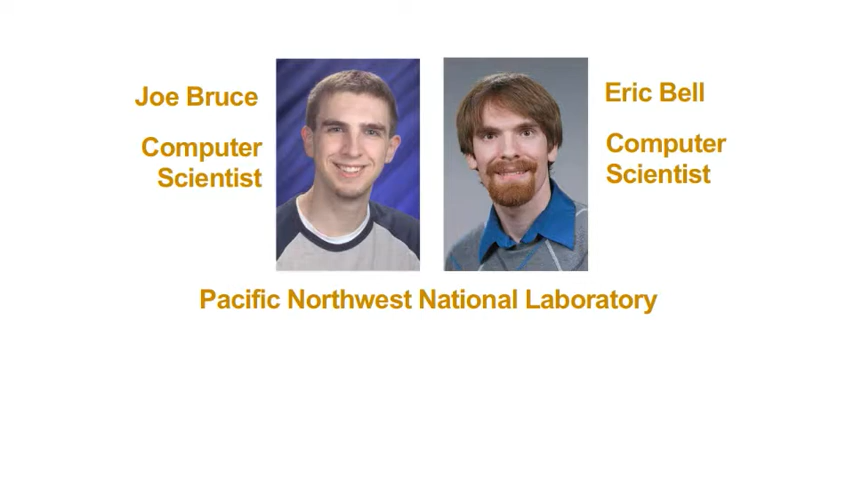 Joe Bruce
Computer
Scientist
Eric Bell
Computer
Scientist
Pacific Northwest National Laboratory